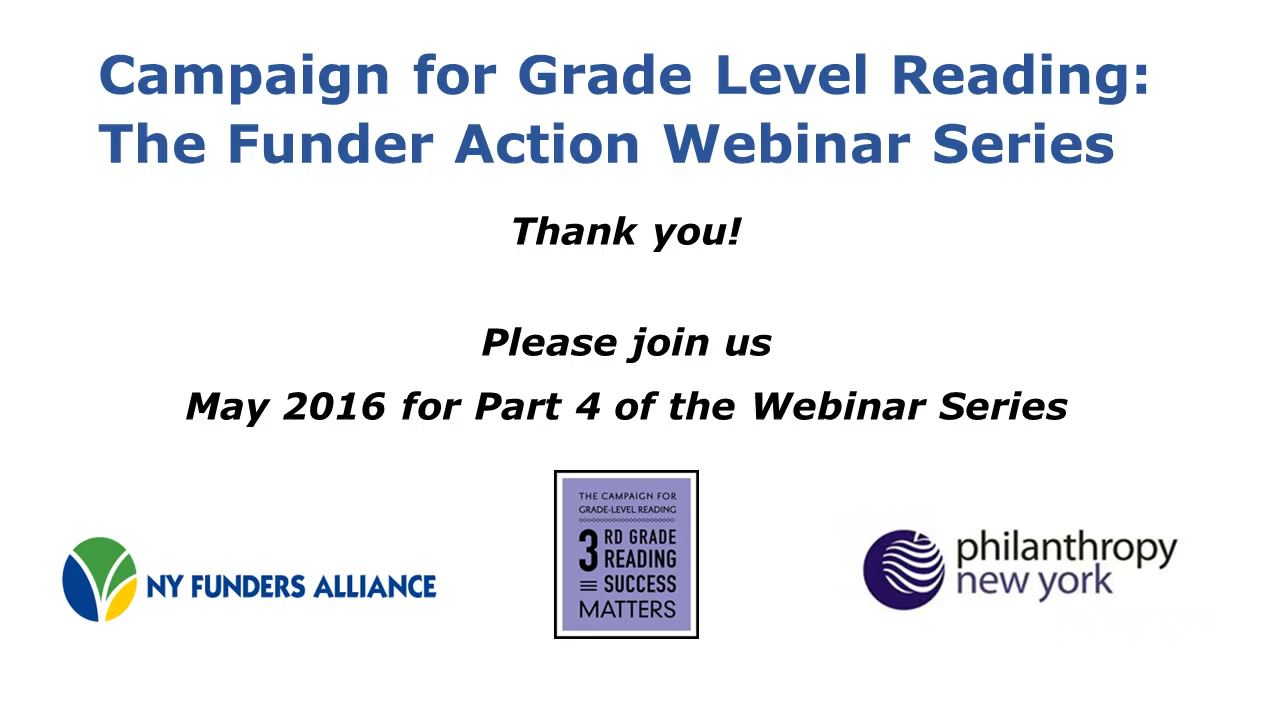 Campaign for Grade Level Reading:
The Funder Action Webinar Series
Thank you!
Please join us
May 2016 for Part 4 of the Webinar Series
NY FUNDERS ALLIANCE
THE CAMPAIGN FOR
GRADE-LEVEL READING
3RD GRADE
READING
SUCCESS
MATTERS
philanthropy
new york